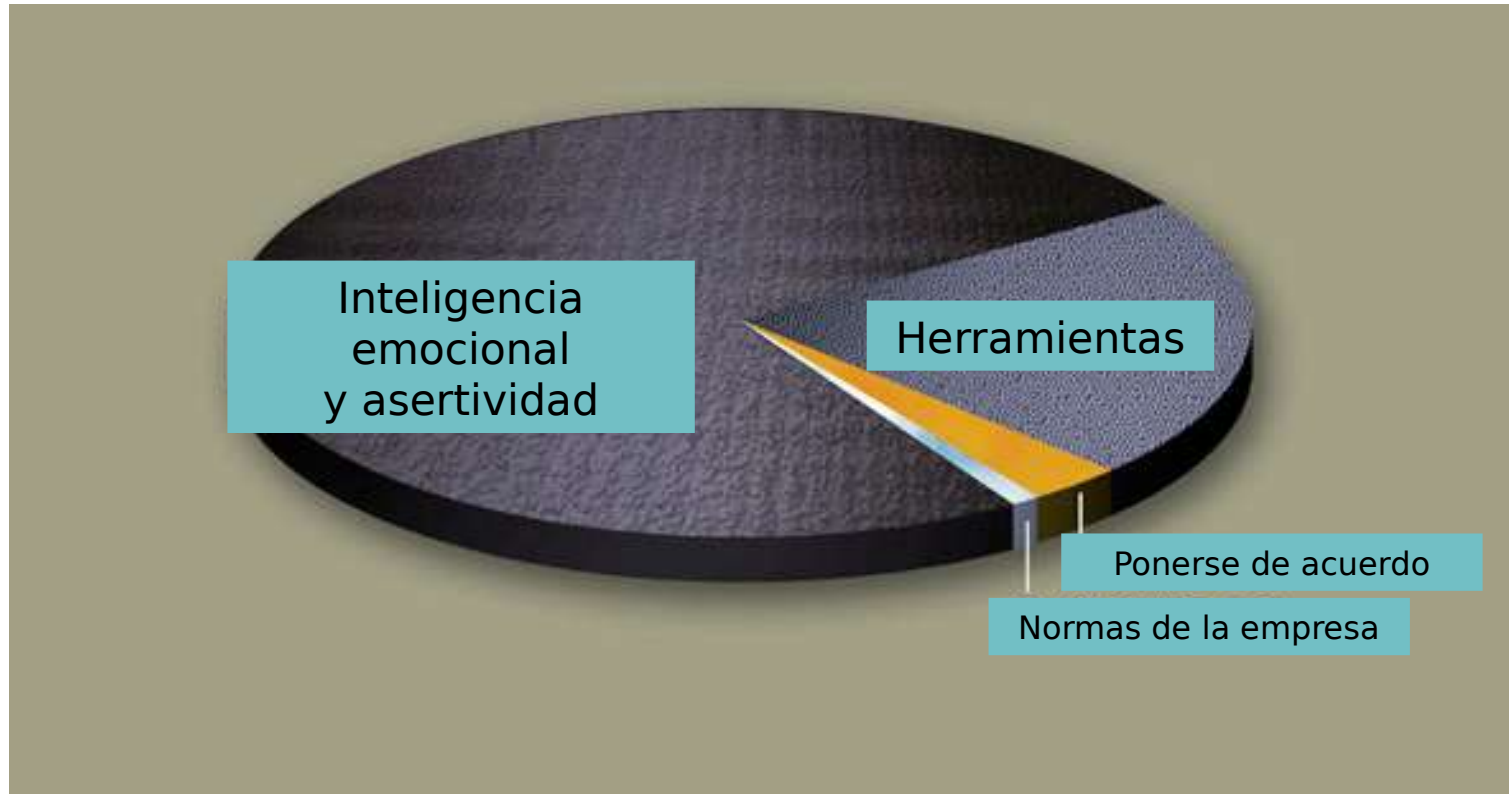 Inteligencia
emocional
y asertividad
Herramientas
Ponerse de acuerdo
Normas de la empresa